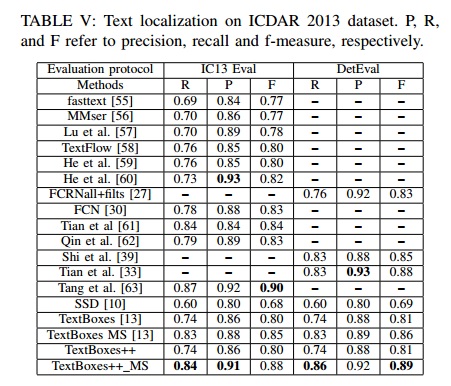 TABLE V: Text localization on ICDAR 2013 dataset. P, R,
and F refer to precision, recall and f-measure, respectively.
Evaluation protocol IC13 Eval DetEval
Methods R P F R P F
fasttext [55] 0.69 0.84 0.77 – – –
MMser [56] 0.70 0.86 0.77 – – –
Lu et al. [57] 0.70 0.89 0.78 – – –
TextFlow [58] 0.76 0.85 0.80 – – –
He et al. [59] 0.76 0.85 0.80 – – –
He et al. [60] 0.73 0.93 0.82 – – –
FCRNall+filts [27] – – – 0.76 0.92 0.83
FCN [30] 0.78 0.88 0.83 – – –
Tian et al [61] 0.84 0.84 0.84 – – –
Qin et al. [62] 0.79 0.89 0.83 – – –
Shi et al. [39] – – – 0.83 0.88 0.85
Tian et al. [33] – – – 0.83 0.93 0.88
Tang et al. [63] 0.87 0.92 0.90 – – –
SSD [10] 0.60 0.80 0.68 0.60 0.80 0.69
TextBoxes [13] 0.74 0.86 0.80 0.74 0.88 0.81
TextBoxes MS [13] 0.83 0.88 0.85 0.83 0.89 0.86
TextBoxes++ 0.74 0.86 0.80 0.74 0.88 0.81
TextBoxes++_MS 0.84 0.91 0.88 0.86 0.92 0.89